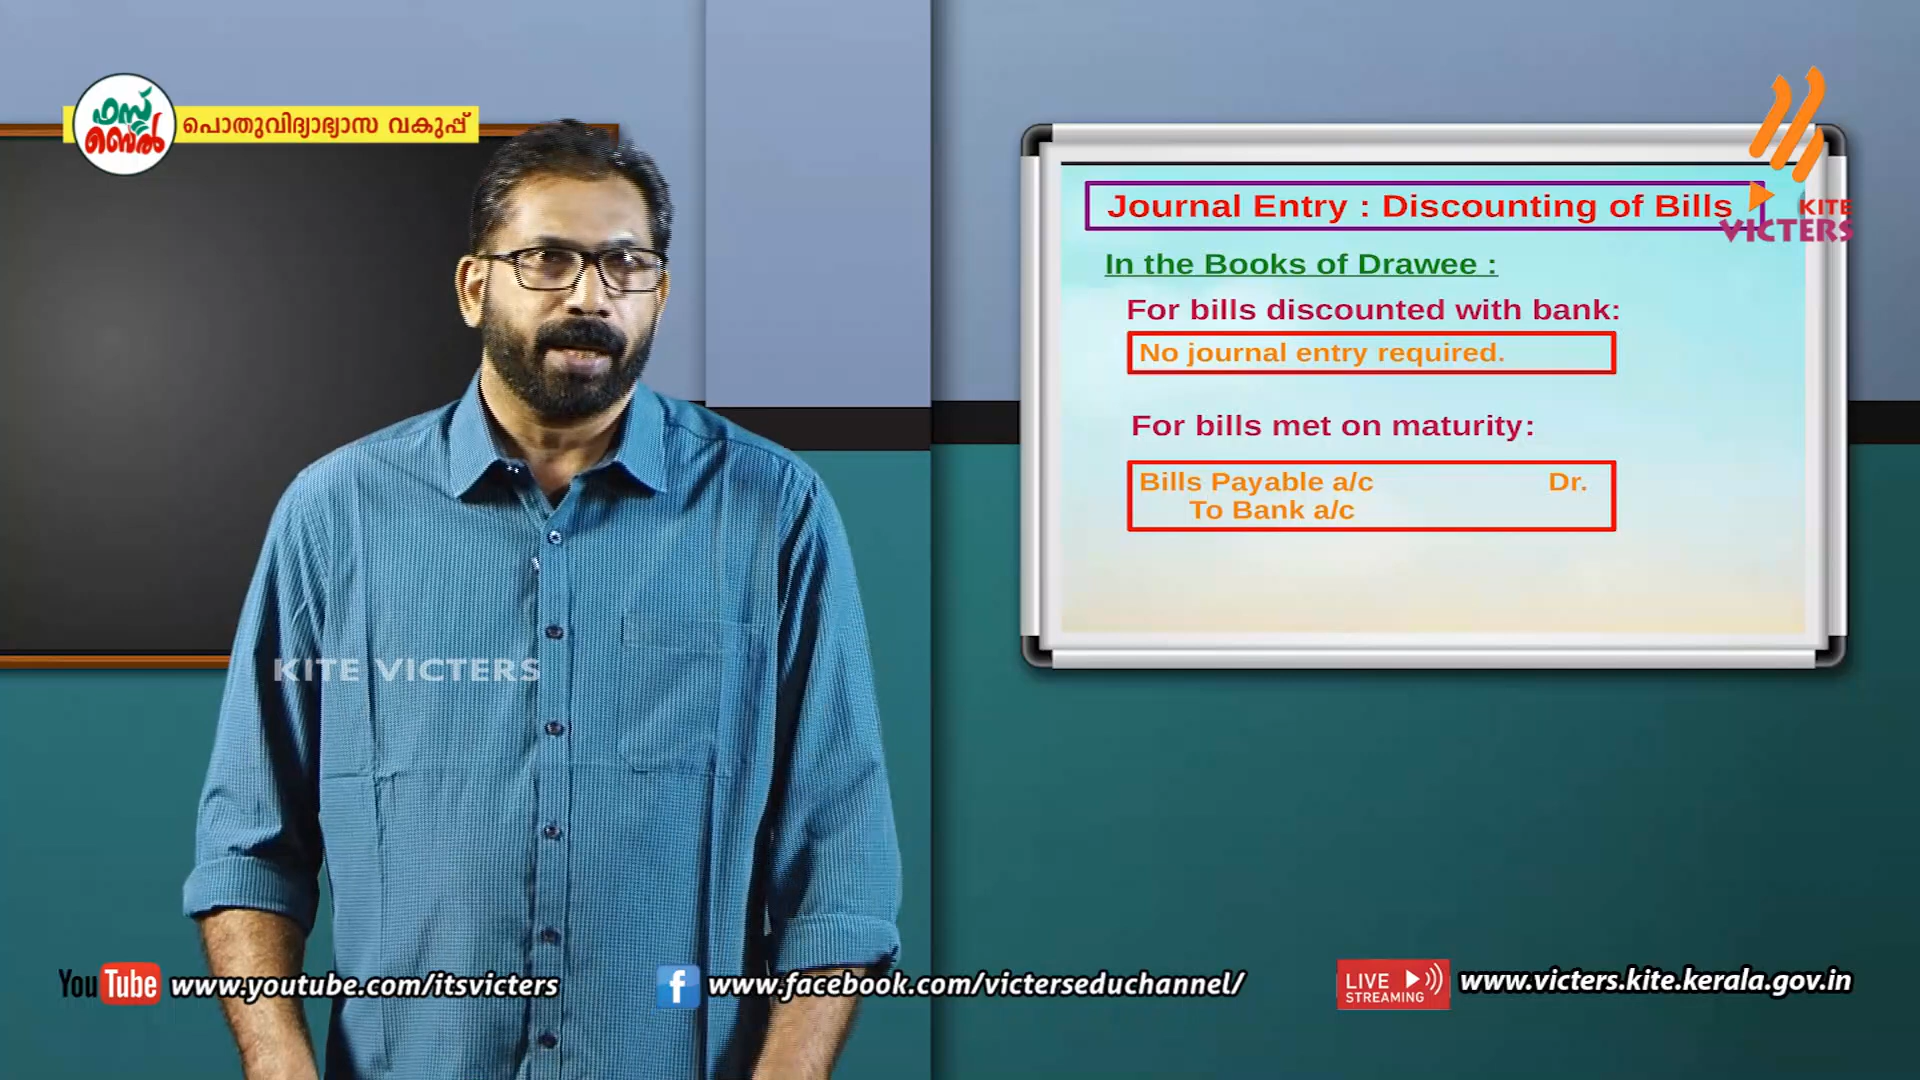 ഫസ്റ്റ്
ബെൽ
പൊതുവിദ്യാഭ്യാസ വകുപ്പ്
Journal Entry : Discounting of Bills
KITE
VICTERS
In the Books of Drawee :
For bills discounted with bank:
No journal entry required.
For bills met on maturity:
Bills Payable a/c Dr.
To Bank a/c
KITE VICTERS
YouTube www.youtube.com/itsvicters
f www.facebook.com/victerseduchannel/
LIVE
STREAMING
www.victers.kite.kerala.gov.in